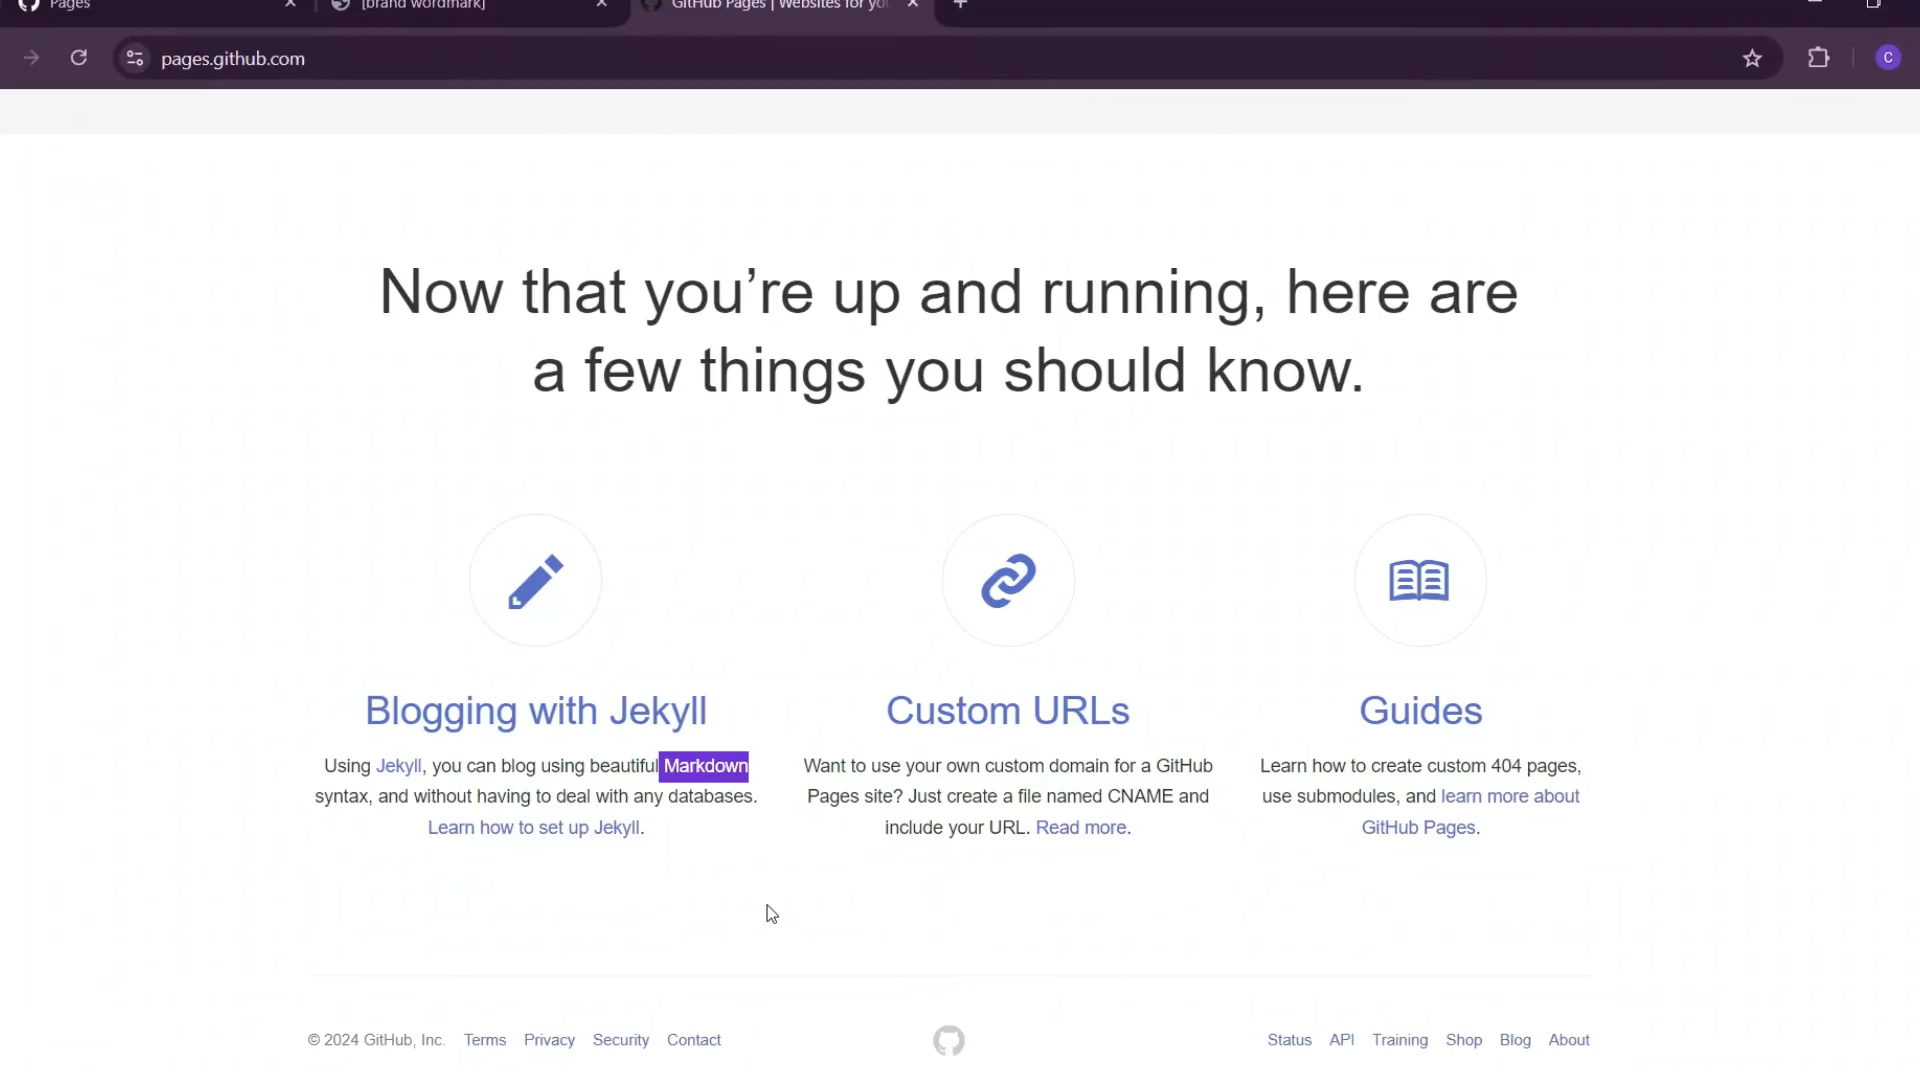 Pages
[brand wordmark]
GitHub Pages | Websites for you
pages.github.com
C
Now that you’re up and running, here are
a few things you should know.
Blogging with Jekyll
Using Jekyll, you can blog using beautiful Markdown
syntax, and without having to deal with any databases.
Learn how to set up Jekyll.
Custom URLs
Want to use your own custom domain for a GitHub
Pages site? Just create a file named CNAME and
include your URL. Read more.
Guides
Learn how to create custom 404 pages,
use submodules, and learn more about
GitHub Pages.
© 2024 GitHub, Inc. Terms Privacy Security Contact
Status API Training Shop Blog About